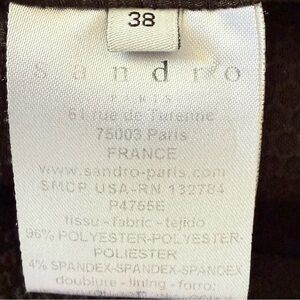 38
sandro
PARIS
61 rue de Turenne
75003 Paris
FRANCE
www.sandro-paris.com
SMCP USA-RN 132784
P4755E
tissu - fabric - tejido
96% POLYESTER-POLYESTER-
POLIESTER
4% SPANDEX-SPANDEX-SPANDEX
doublure - lining - forro: